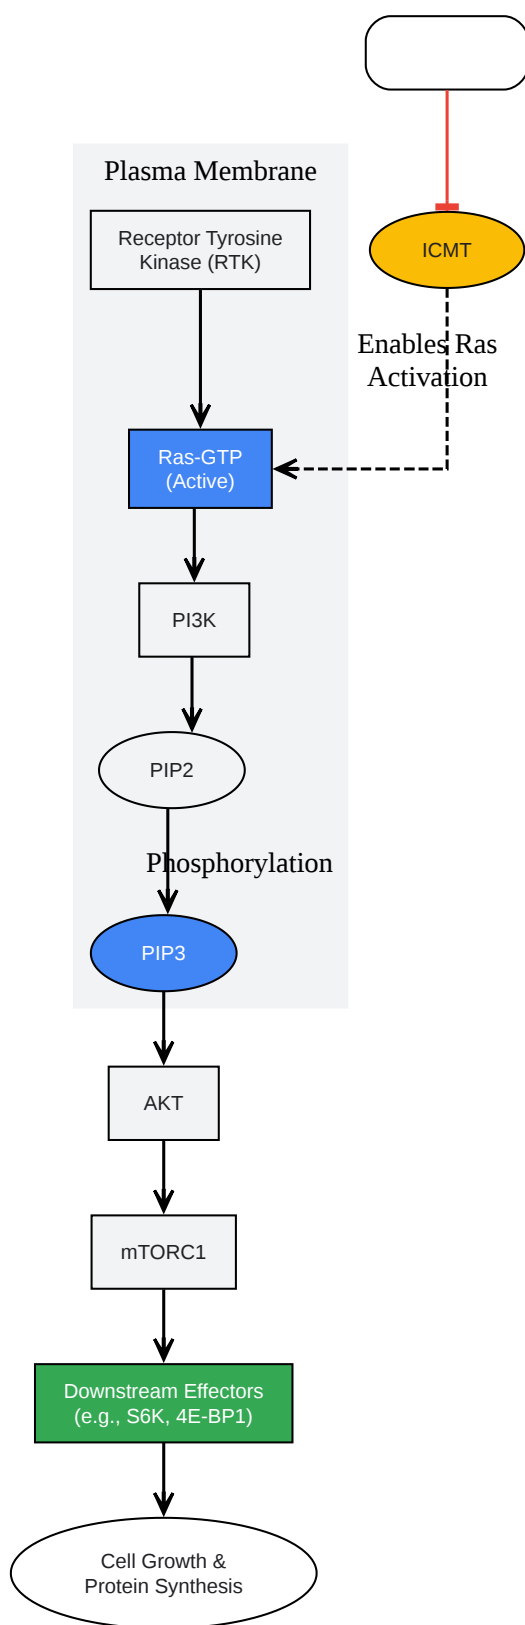 Plasma Membrane
Receptor Tyrosine
Kinase (RTK)
ICMT
Enables Ras
Activation
Ras-GTP
(Active)
PI3K
PIP2
Phosphorylation
PIP3
AKT
mTORC1
Downstream Effectors
(e.g., S6K, 4E-BP1)
Cell Growth &
Protein Synthesis